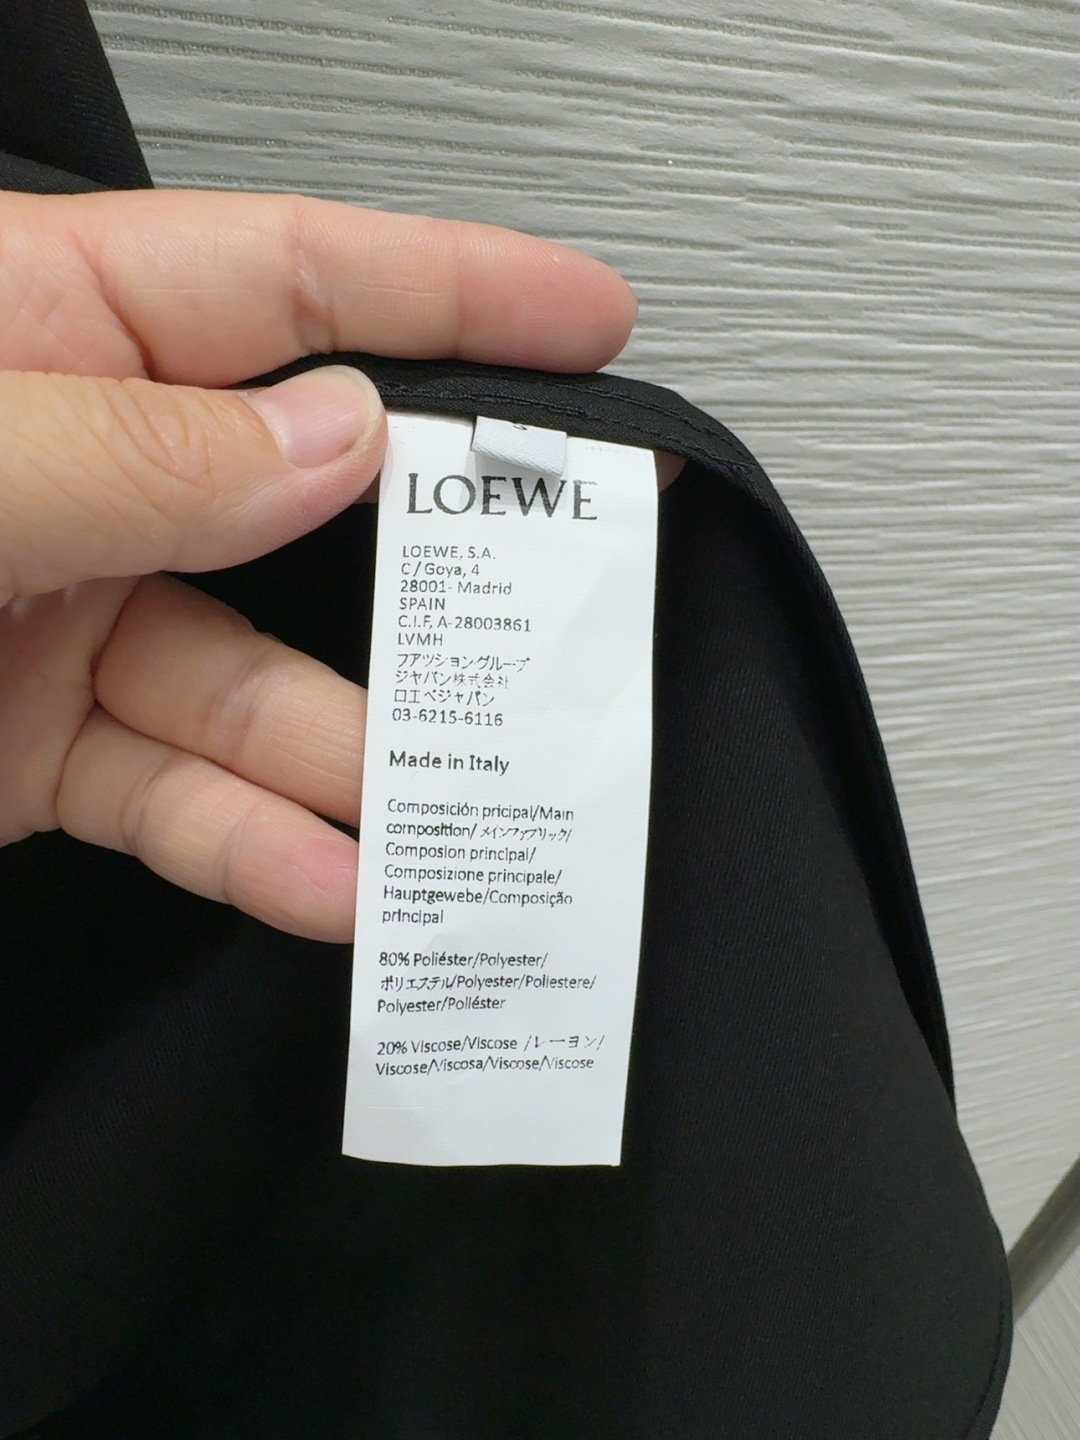 LOEWE
LOEWE, S.A.
C / Goya, 4
28001- Madrid
SPAIN
C.I.F, A-28003861
LVMH
フアツショングループ
ジャパン株式会社
ロエベジャパン
03-6215-6116
Made in Italy
Composición pricipal/Main
composition/ メインファブリック/
Composion principal/
Composizione principale/
Hauptgewebe/Composição
principal
80% Poliéster/Polyester/
ポリエステル/Polyester/Poliestere/
Polyester/Poliéster
20% Viscose/Viscose /レーヨン/
Viscose/Viscosa/Viscose/Viscose